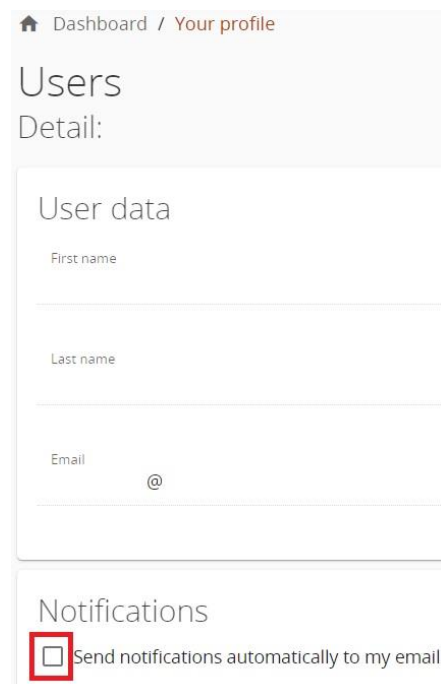 Dashboard / Your profile
Users
Detail:
User data
First name
Last name
Email
@
Notifications
Send notifications automatically to my email